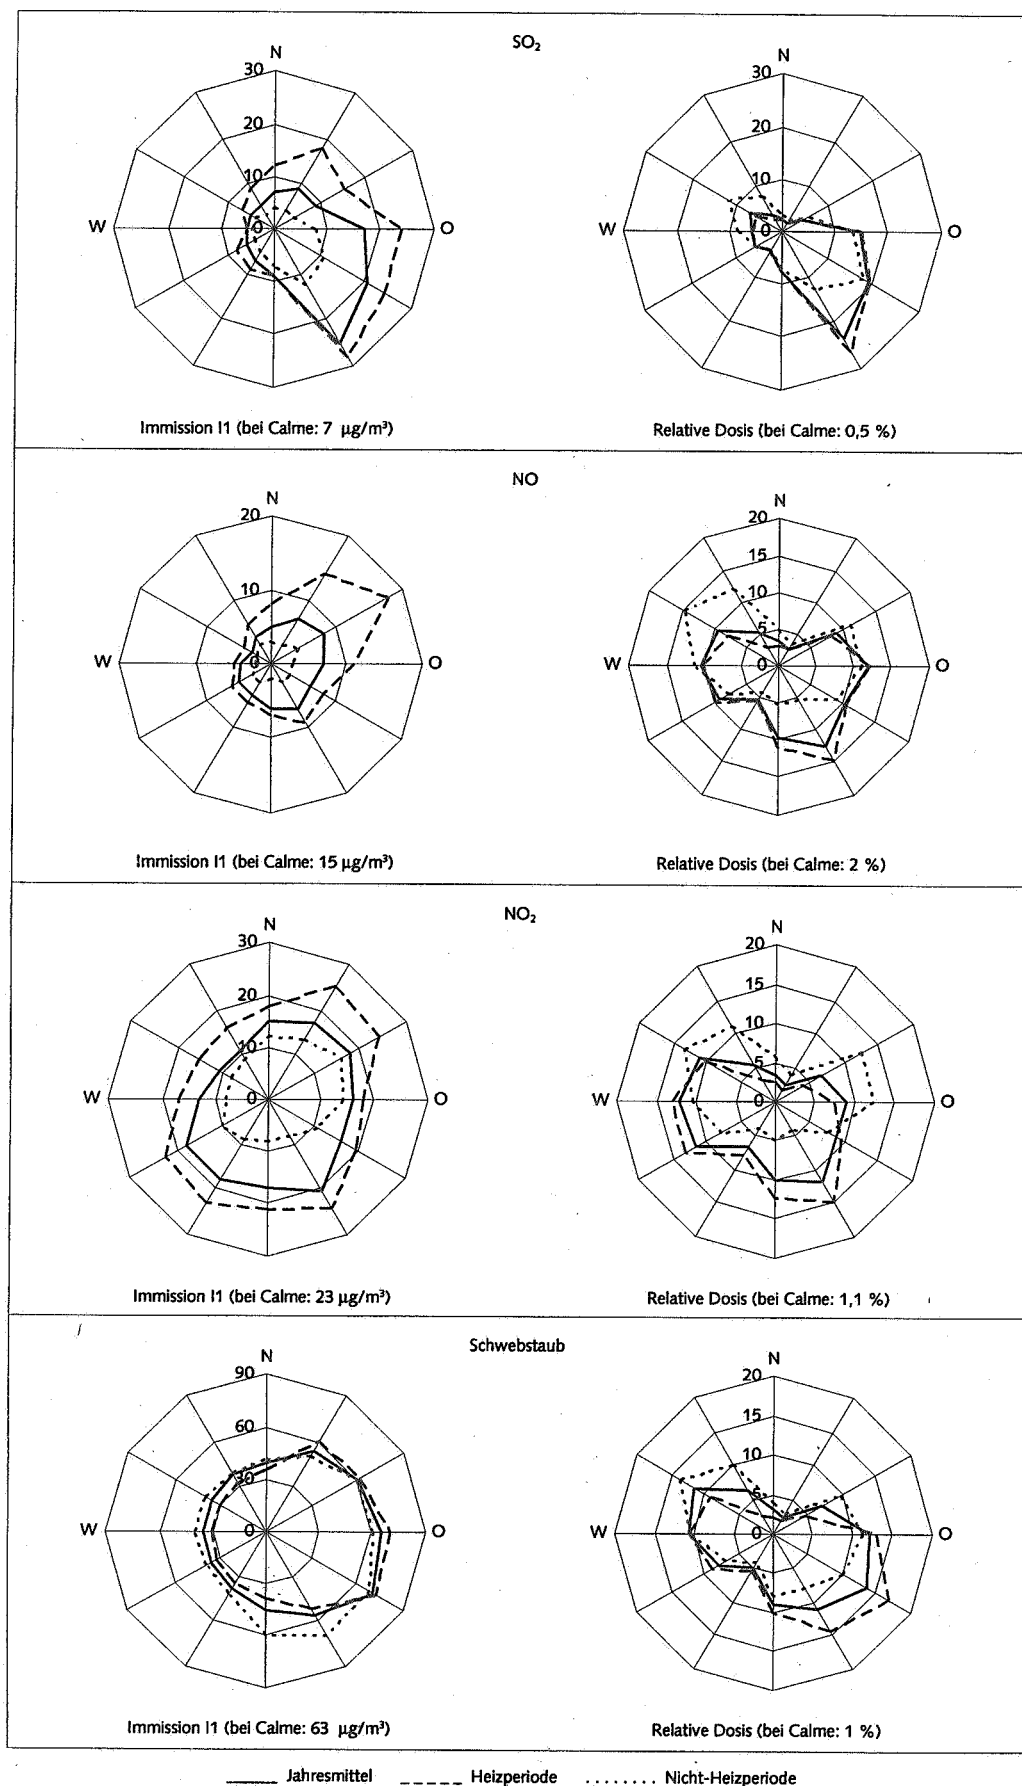 SO₂
N
30
20
10
0
W
O
Immission I1 (bei Calme: 7 µg/m³)
N
30
20
10
0
W
O
Relative Dosis (bei Calme: 0,5 %)
NO
N
20
10
0
W
O
Immission I1 (bei Calme: 15 µg/m³)
N
20
15
10
5
0
W
O
Relative Dosis (bei Calme: 2 %)
NO₂
N
30
20
10
0
W
O
Immission I1 (bei Calme: 23 µg/m³)
N
20
15
10
5
0
W
O
Relative Dosis (bei Calme: 1,1 %)
Schwebstaub
N
90
60
30
0
W
O
Immission I1 (bei Calme: 63 µg/m³)
N
20
15
10
5
0
W
O
Relative Dosis (bei Calme: 1 %)
Jahresmittel Heizperiode Nicht-Heizperiode